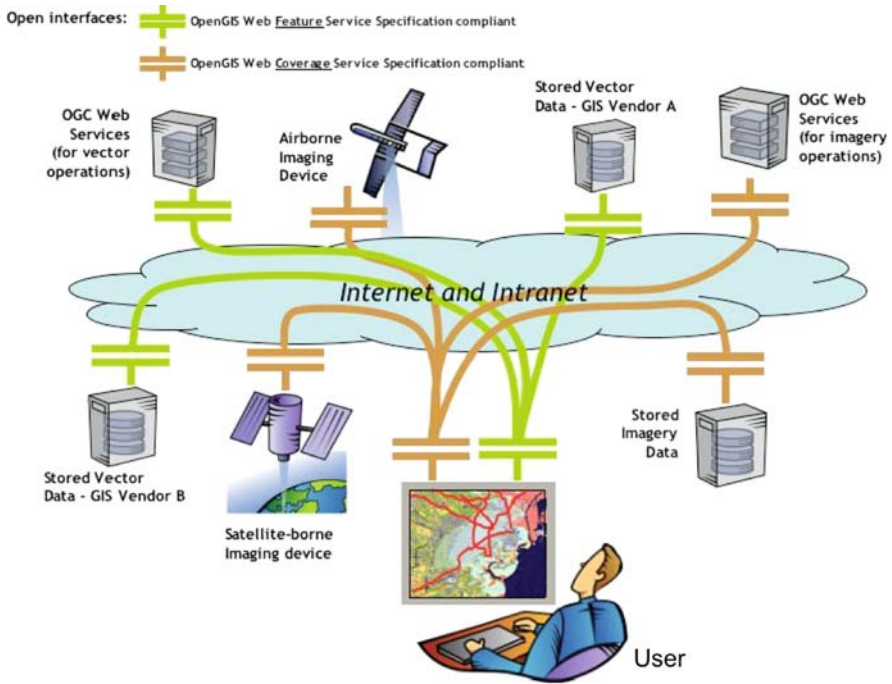 Open interfaces:
OpenGIS Web Feature Service Specification compliant
OpenGIS Web Coverage Service Specification compliant
OGC Web
Services
(for vector
operations)
Airborne
Imaging
Device
Stored Vector
Data - GIS Vendor A
OGC Web
Services
(for imagery
operations)
Internet and Intranet
Stored Vector
Data - GIS Vendor B
Satellite-borne
Imaging device
Stored
Imagery
Data
User